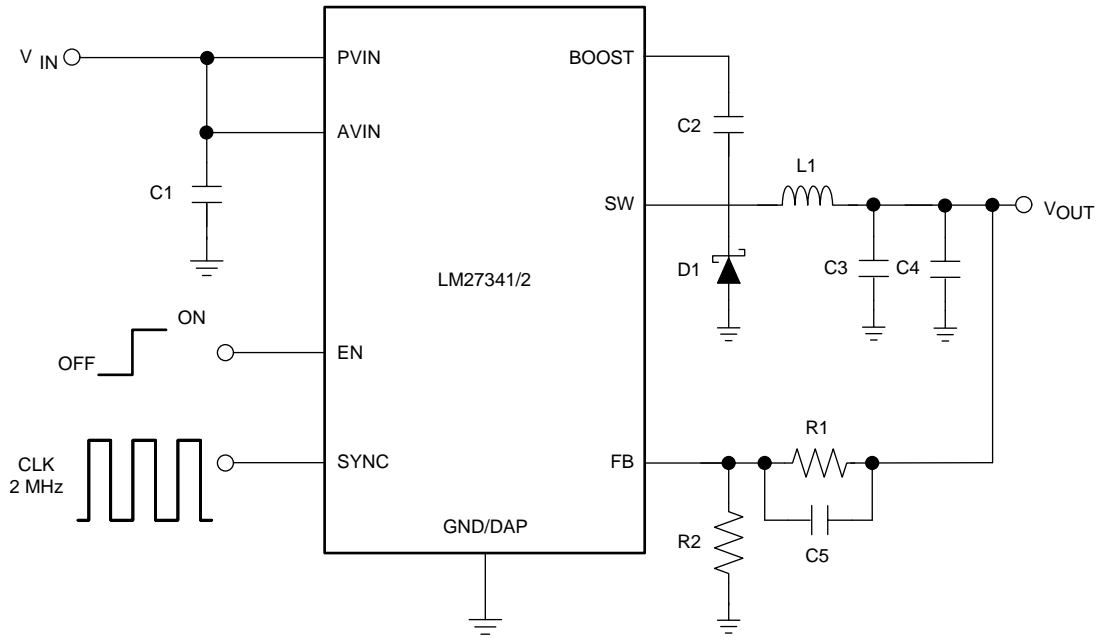 V IN
PVIN
BOOST
C2
AVIN
L1
C1
SW
VOUT
D1
C3
C4
LM27341/2
ON
OFF
EN
R1
CLK
2 MHz
SYNC
FB
GND/DAP
R2
C5